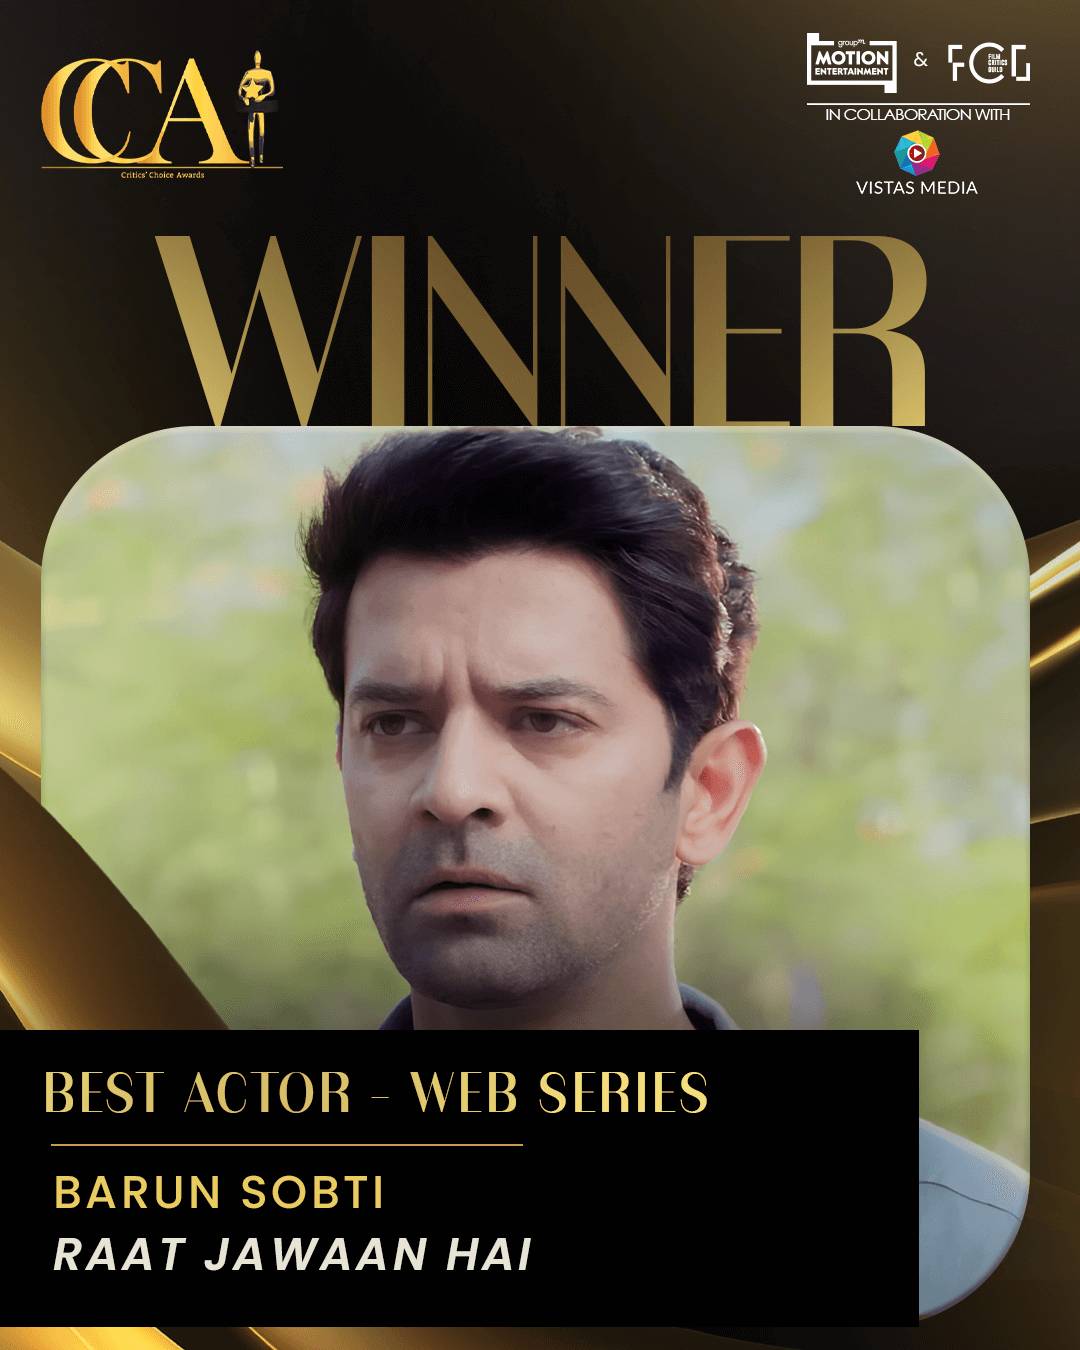 CCA
Critics' Choice Awards
groupm
MOTION
ENTERTAINMENT
&
FCG
FILM
CRITICS
GUILD
IN COLLABORATION WITH
VISTAS MEDIA
WINNER
BEST ACTOR - WEB SERIES
BARUN SOBTI
RAAT JAWAAN HAI